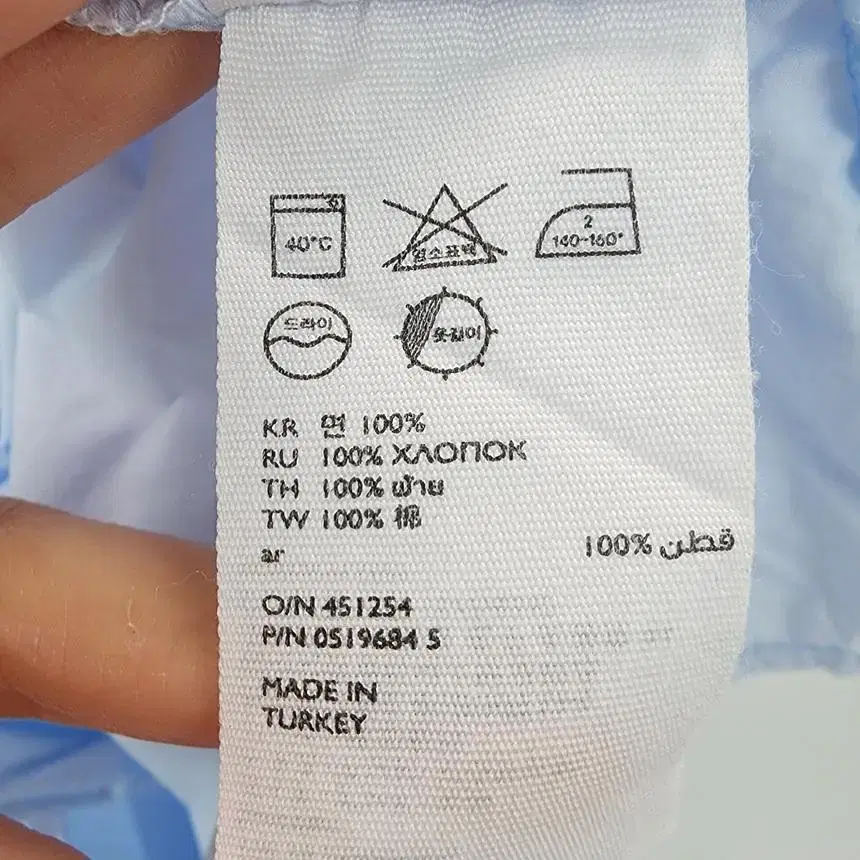 40°C
염소표백
2
140-160°
드라이
옷걸이
KR 면 100%
RU 100% ХЛОПОК
TH 100% ฝ้าย
TW 100% 棉
ar
100% قطن
O/N 451254
P/N 0519684 5
MADE IN
TURKEY